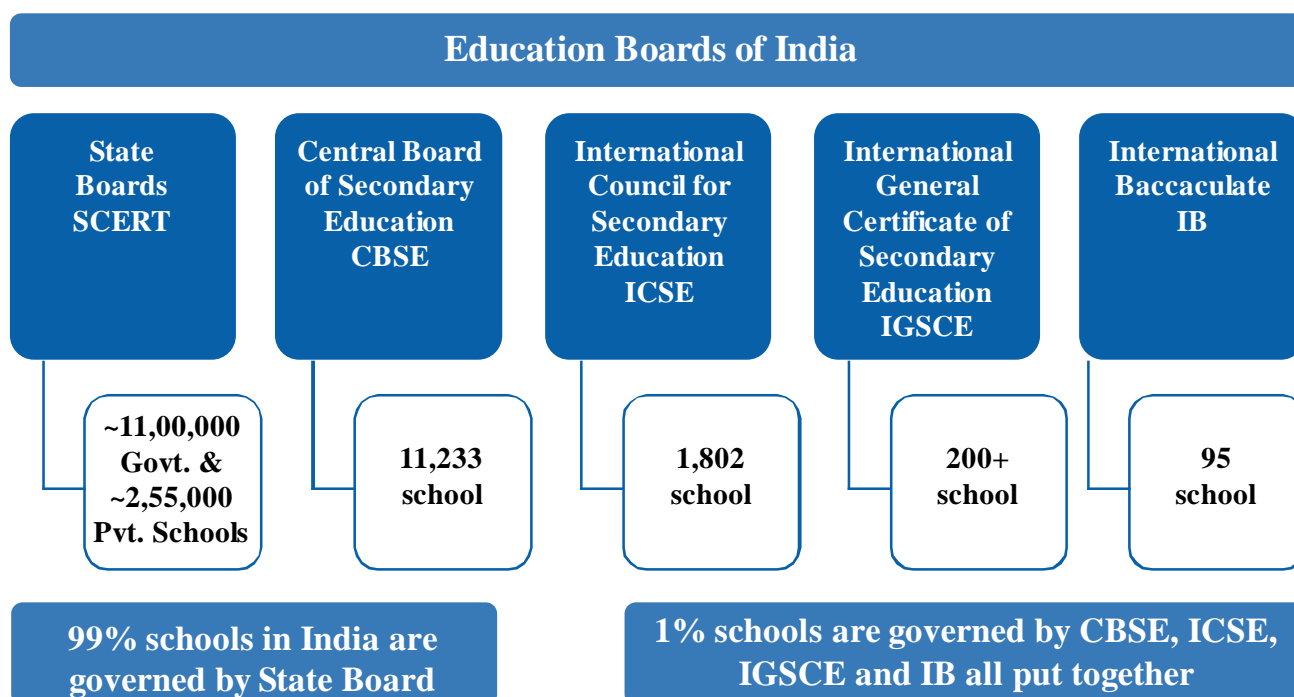 Education Boards of India
State
Boards
SCERT
Central Board
of Secondary
Education
CBSE
International
Council for
Secondary
Education
ICSE
International
General
Certificate of
Secondary
Education
IGSCE
International
Baccaculate
IB
~11,00,000
Govt. &
~2,55,000
Pvt. Schools
11,233
school
1,802
school
200+
school
95
school
99% schools in India are
governed by State Board
1% schools are governed by CBSE, ICSE,
IGSCE and IB all put together